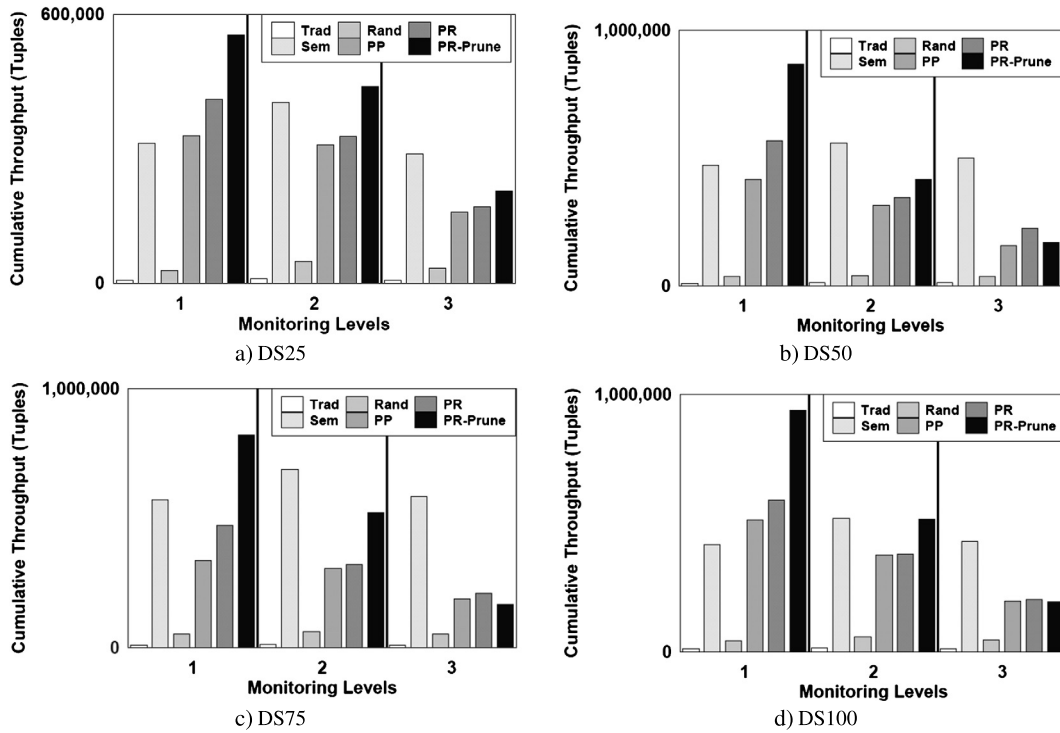 Cumulative Throughput (Tuples)
600,000
0
Trad Rand PR
Sem PP PR-Prune
1 2 3
Monitoring Levels
a) DS25
Cumulative Throughput (Tuples)
1,000,000
0
Trad Rand PR
Sem PP PR-Prune
1 2 3
Monitoring Levels
b) DS50
Cumulative Throughput (Tuples)
1,000,000
0
Trad Rand PR
Sem PP PR-Prune
1 2 3
Monitoring Levels
c) DS75
Cumulative Throughput (Tuples)
1,000,000
0
Trad Rand PR
Sem PP PR-Prune
1 2 3
Monitoring Levels
d) DS100